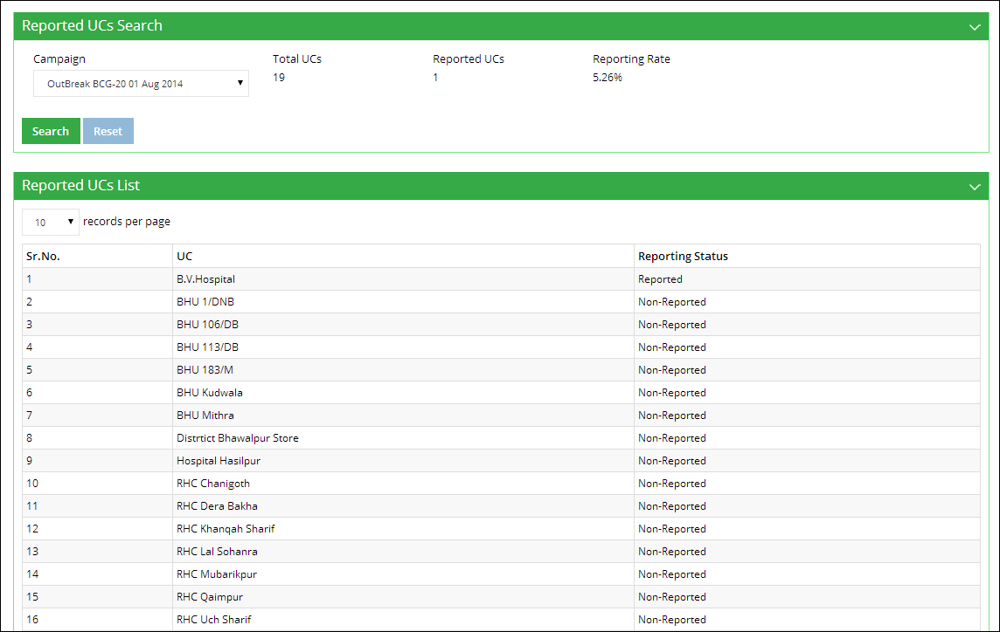 Reported UCs Search
Campaign Total UCs Reported UCs Reporting Rate
OutBreak BCG-20 01 Aug 2014 19 1 5.26%
Search Reset
Reported UCs List
10 records per page
Sr.No. UC Reporting Status
1 B.V.Hospital Reported
2 BHU 1/DNB Non-Reported
3 BHU 106/DB Non-Reported
4 BHU 113/DB Non-Reported
5 BHU 183/M Non-Reported
6 BHU Kudwala Non-Reported
7 BHU Mithra Non-Reported
8 Distrtict Bhawalpur Store Non-Reported
9 Hospital Hasilpur Non-Reported
10 RHC Chanigoth Non-Reported
11 RHC Dera Bakha Non-Reported
12 RHC Khanqah Sharif Non-Reported
13 RHC Lal Sohanra Non-Reported
14 RHC Mubarikpur Non-Reported
15 RHC Qaimpur Non-Reported
16 RHC Uch Sharif Non-Reported